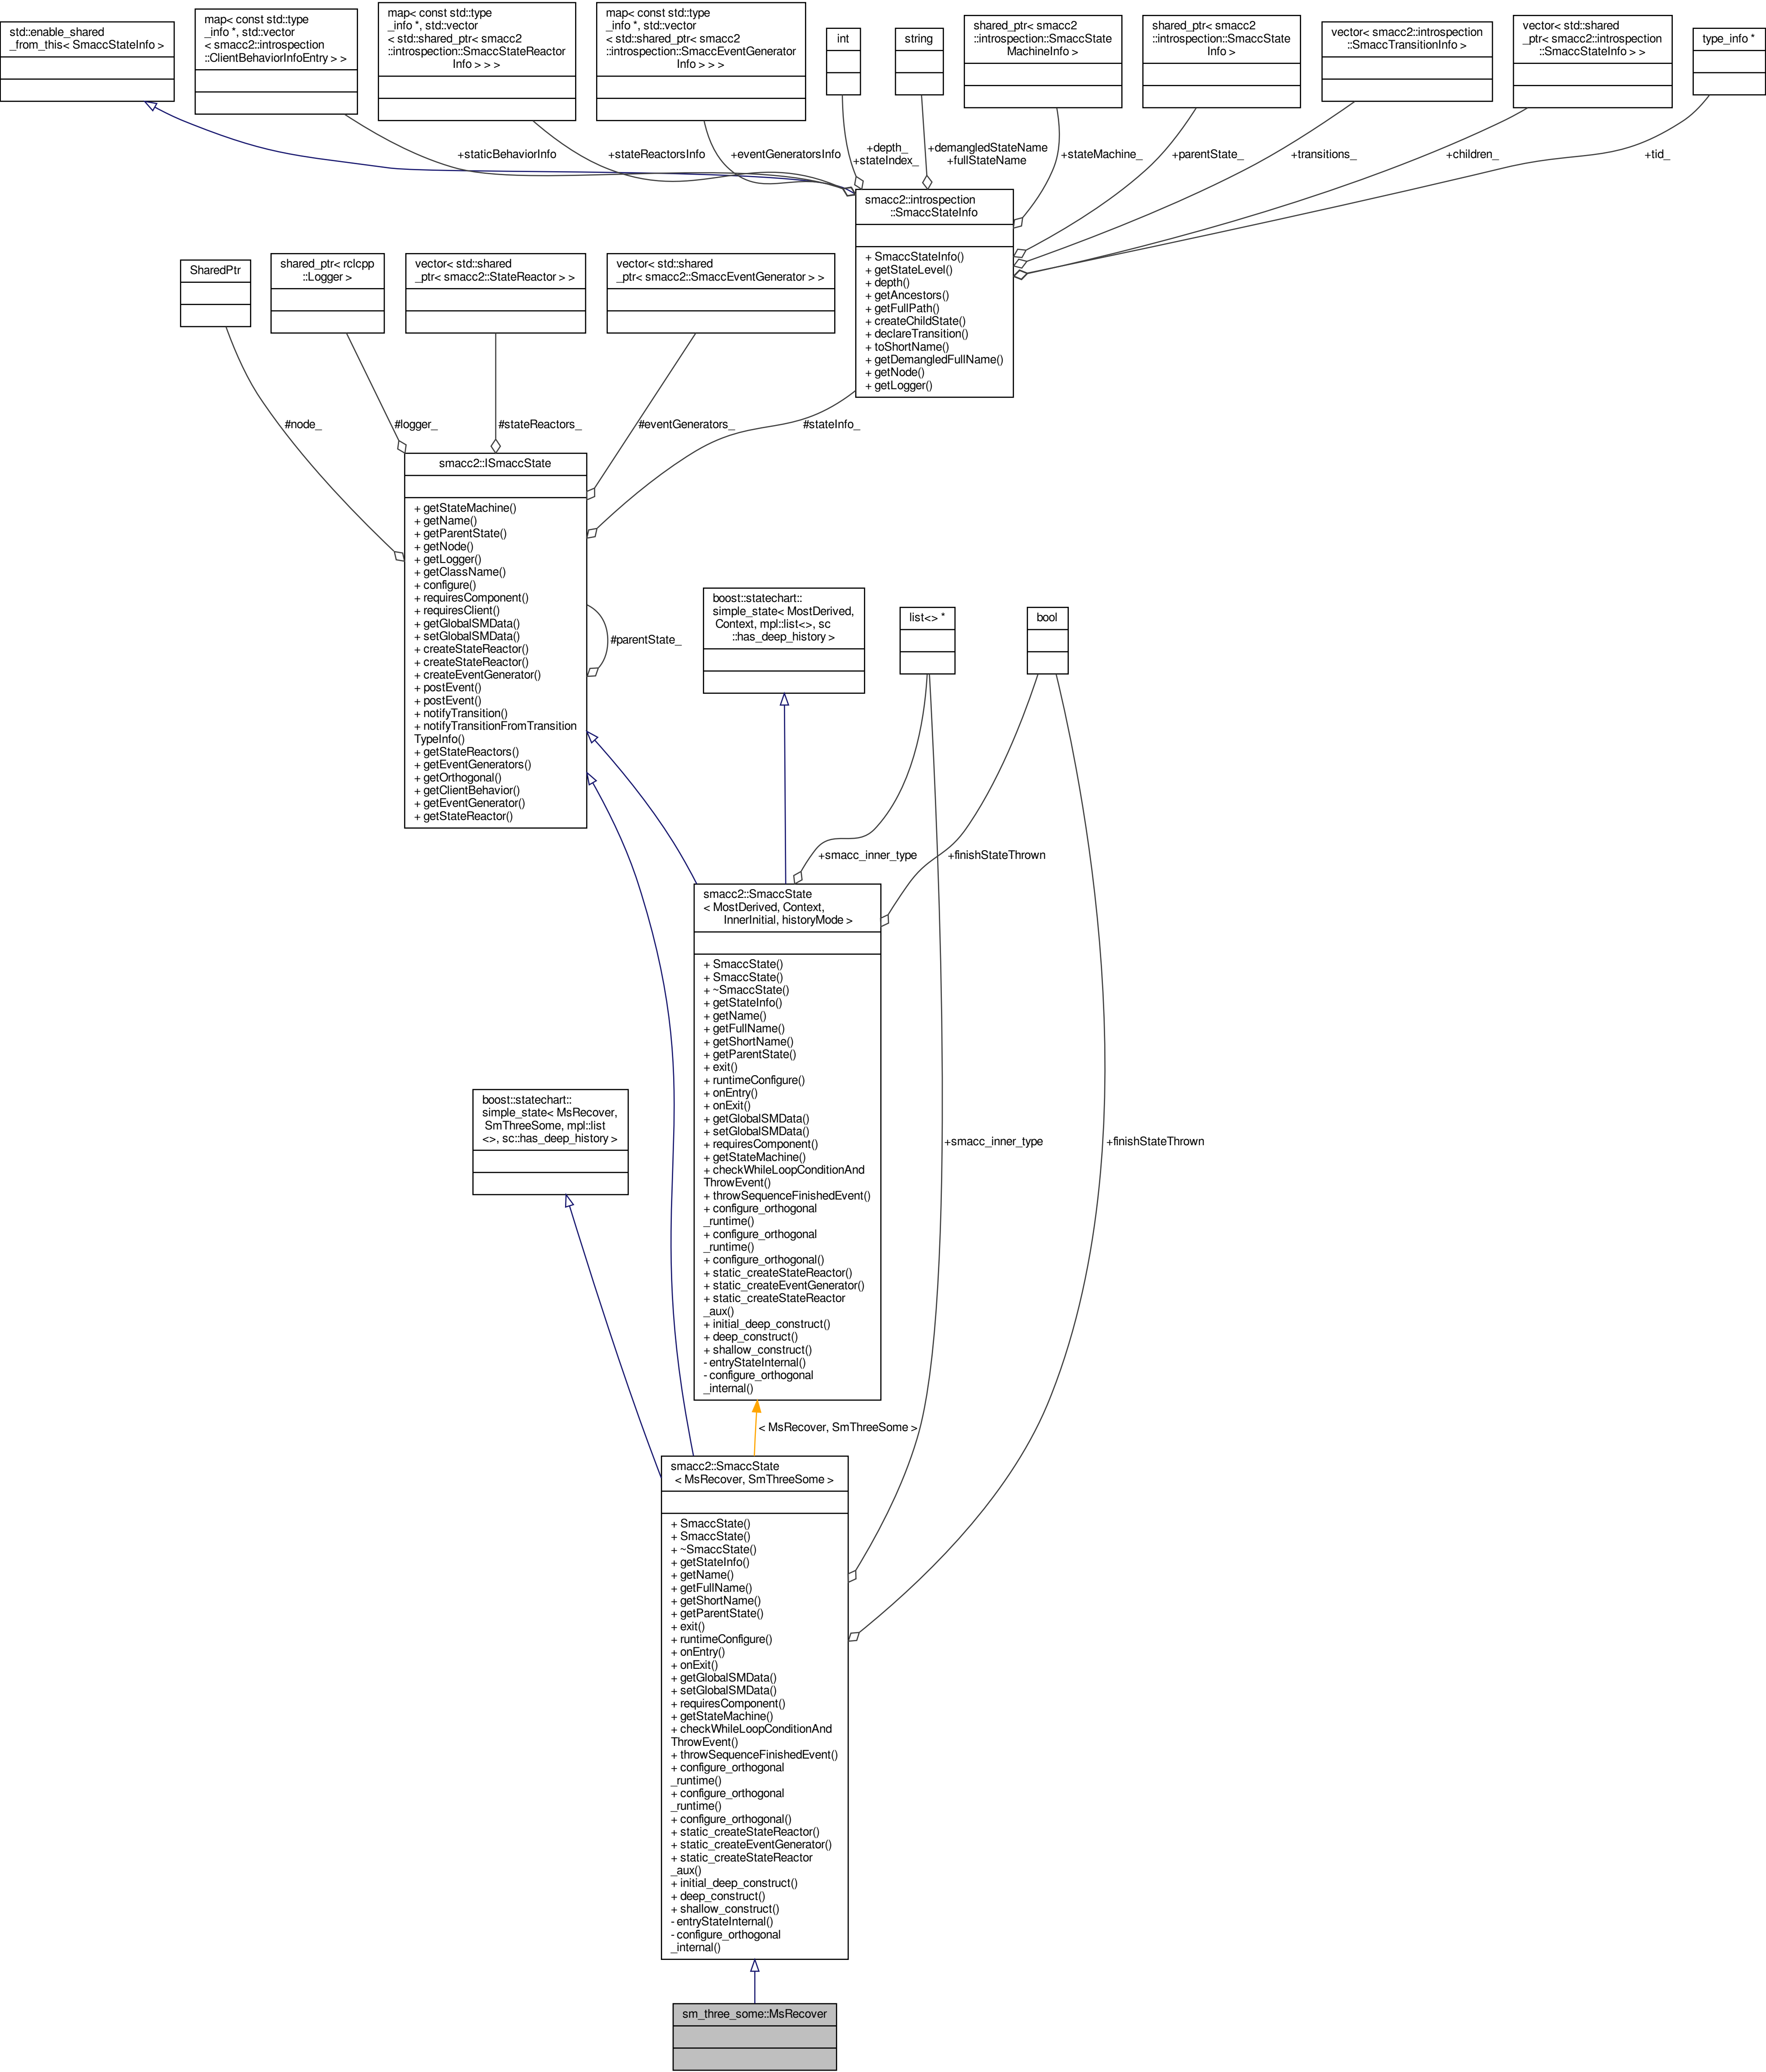 std::enable_shared
_from_this< SmaccStateInfo >
map< const std::type
_info *, std::vector
< smacc2::introspection
::ClientBehaviorInfoEntry > >
map< const std::type
_info *, std::vector
< std::shared_ptr< smacc2
::introspection::SmaccStateReactor
Info > > >
map< const std::type
_info *, std::vector
< std::shared_ptr< smacc2
::introspection::SmaccEventGenerator
Info > > >
int
string
shared_ptr< smacc2
::introspection::SmaccState
MachineInfo >
shared_ptr< smacc2
::introspection::SmaccState
Info >
vector< smacc2::introspection
::SmaccTransitionInfo >
vector< std::shared
_ptr< smacc2::introspection
::SmaccStateInfo > >
type_info *
+staticBehaviorInfo
+stateReactorsInfo
+eventGeneratorsInfo
+depth_
+stateIndex_
+demangledStateName
+fullStateName
+stateMachine_
+parentState_
+transitions_
+children_
+tid_
smacc2::introspection
::SmaccStateInfo
+ SmaccStateInfo()
+ getStateLevel()
+ depth()
+ getAncestors()
+ getFullPath()
+ createChildState()
+ declareTransition()
+ toShortName()
+ getDemangledFullName()
+ getNode()
+ getLogger()
SharedPtr
shared_ptr< rclcpp
::Logger >
vector< std::shared
_ptr< smacc2::StateReactor > >
vector< std::shared
_ptr< smacc2::SmaccEventGenerator > >
#node_
#logger_
#stateReactors_
#eventGenerators_
#stateInfo_
smacc2::ISmaccState
+ getStateMachine()
+ getName()
+ getParentState()
+ getNode()
+ getLogger()
+ getClassName()
+ configure()
+ requiresComponent()
+ requiresClient()
+ getGlobalSMData()
+ setGlobalSMData()
+ createStateReactor()
+ createStateReactor()
+ createEventGenerator()
+ postEvent()
+ postEvent()
+ notifyTransition()
+ notifyTransitionFromTransition
TypeInfo()
+ getStateReactors()
+ getEventGenerators()
+ getOrthogonal()
+ getClientBehavior()
+ getEventGenerator()
+ getStateReactor()
#parentState_
boost::statechart::
simple_state< MostDerived,
Context, mpl::list<>, sc
::has_deep_history >
list<> *
bool
+smacc_inner_type
+finishStateThrown
smacc2::SmaccState
< MostDerived, Context,
InnerInitial, historyMode >
+ SmaccState()
+ SmaccState()
+ ~SmaccState()
+ getStateInfo()
+ getName()
+ getFullName()
+ getShortName()
+ getParentState()
+ exit()
+ runtimeConfigure()
+ onEntry()
+ onExit()
+ getGlobalSMData()
+ setGlobalSMData()
+ requiresComponent()
+ getStateMachine()
+ checkWhileLoopConditionAnd
ThrowEvent()
+ throwSequenceFinishedEvent()
+ configure_orthogonal
_runtime()
+ configure_orthogonal
_runtime()
+ configure_orthogonal()
+ static_createStateReactor()
+ static_createEventGenerator()
+ static_createStateReactor
_aux()
+ initial_deep_construct()
+ deep_construct()
+ shallow_construct()
- entryStateInternal()
- configure_orthogonal
_internal()
boost::statechart::
simple_state< MsRecover,
SmThreeSome, mpl::list
<>, sc::has_deep_history >
+smacc_inner_type
+finishStateThrown
< MsRecover, SmThreeSome >
smacc2::SmaccState
< MsRecover, SmThreeSome >
+ SmaccState()
+ SmaccState()
+ ~SmaccState()
+ getStateInfo()
+ getName()
+ getFullName()
+ getShortName()
+ getParentState()
+ exit()
+ runtimeConfigure()
+ onEntry()
+ onExit()
+ getGlobalSMData()
+ setGlobalSMData()
+ requiresComponent()
+ getStateMachine()
+ checkWhileLoopConditionAnd
ThrowEvent()
+ throwSequenceFinishedEvent()
+ configure_orthogonal
_runtime()
+ configure_orthogonal
_runtime()
+ configure_orthogonal()
+ static_createStateReactor()
+ static_createEventGenerator()
+ static_createStateReactor
_aux()
+ initial_deep_construct()
+ deep_construct()
+ shallow_construct()
- entryStateInternal()
- configure_orthogonal
_internal()
sm_three_some::MsRecover